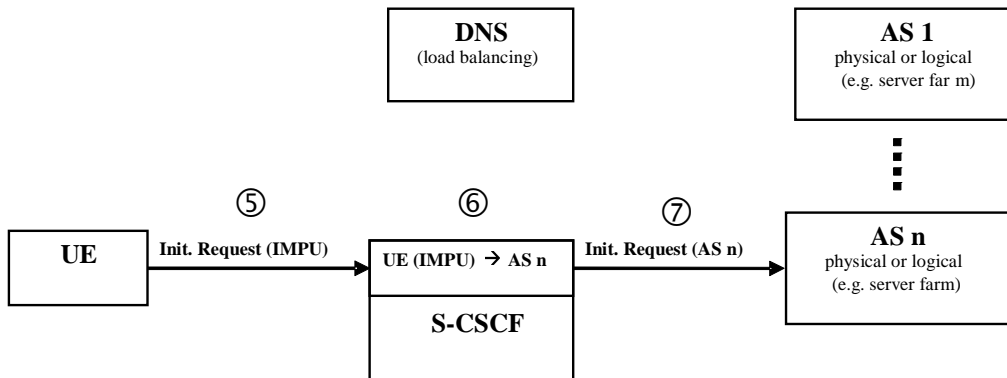 DNS
(load balancing)
AS 1
physical or logical
(e.g. server far m)
⑤
⑥
⑦
UE
Init. Request (IMPU)
UE (IMPU) → AS n
Init. Request (AS n)
AS n
physical or logical
(e.g. server farm)
S-CSCF